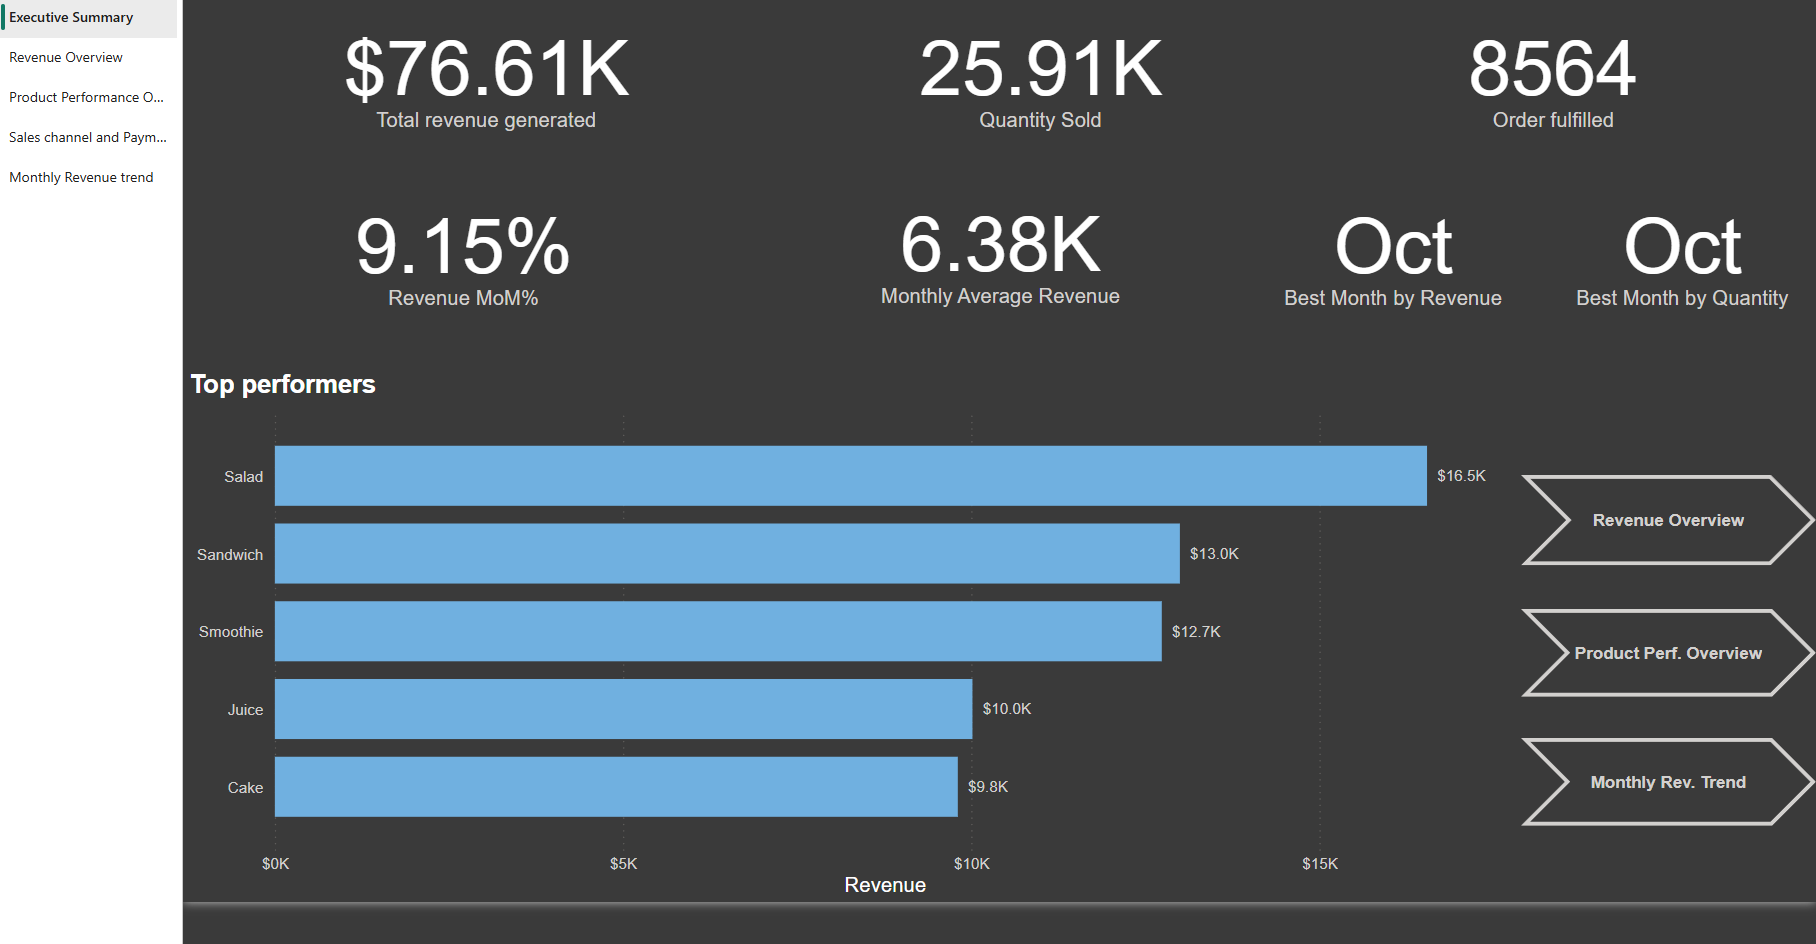 Executive Summary
Revenue Overview
Product Performance O...
Sales channel and Paym...
Monthly Revenue trend
$76.61K
Total revenue generated
25.91K
Quantity Sold
8564
Order fulfilled
9.15%
Revenue MoM%
6.38K
Monthly Average Revenue
Oct
Best Month by Revenue
Oct
Best Month by Quantity
Top performers
Salad
$16.5K
Sandwich
$13.0K
Smoothie
$12.7K
Juice
$10.0K
Cake
$9.8K
$0K
$5K
$10K
$15K
Revenue
Revenue Overview
Product Perf. Overview
Monthly Rev. Trend